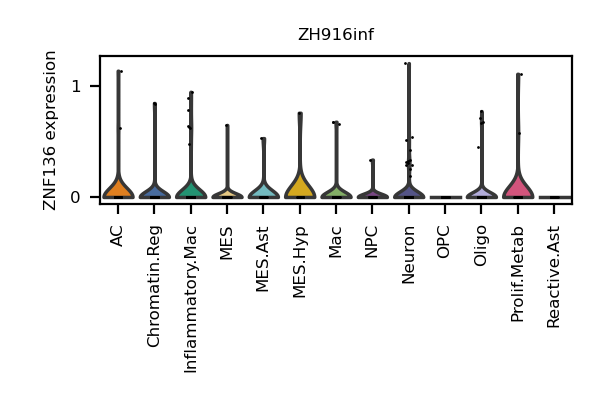 ZH916inf
ZNF136 expression
1
0
AC
Chromatin.Reg
Inflammatory.Mac
MES
MES.Ast
MES.Hyp
Mac
NPC
Neuron
OPC
Oligo
Prolif.Metab
Reactive.Ast